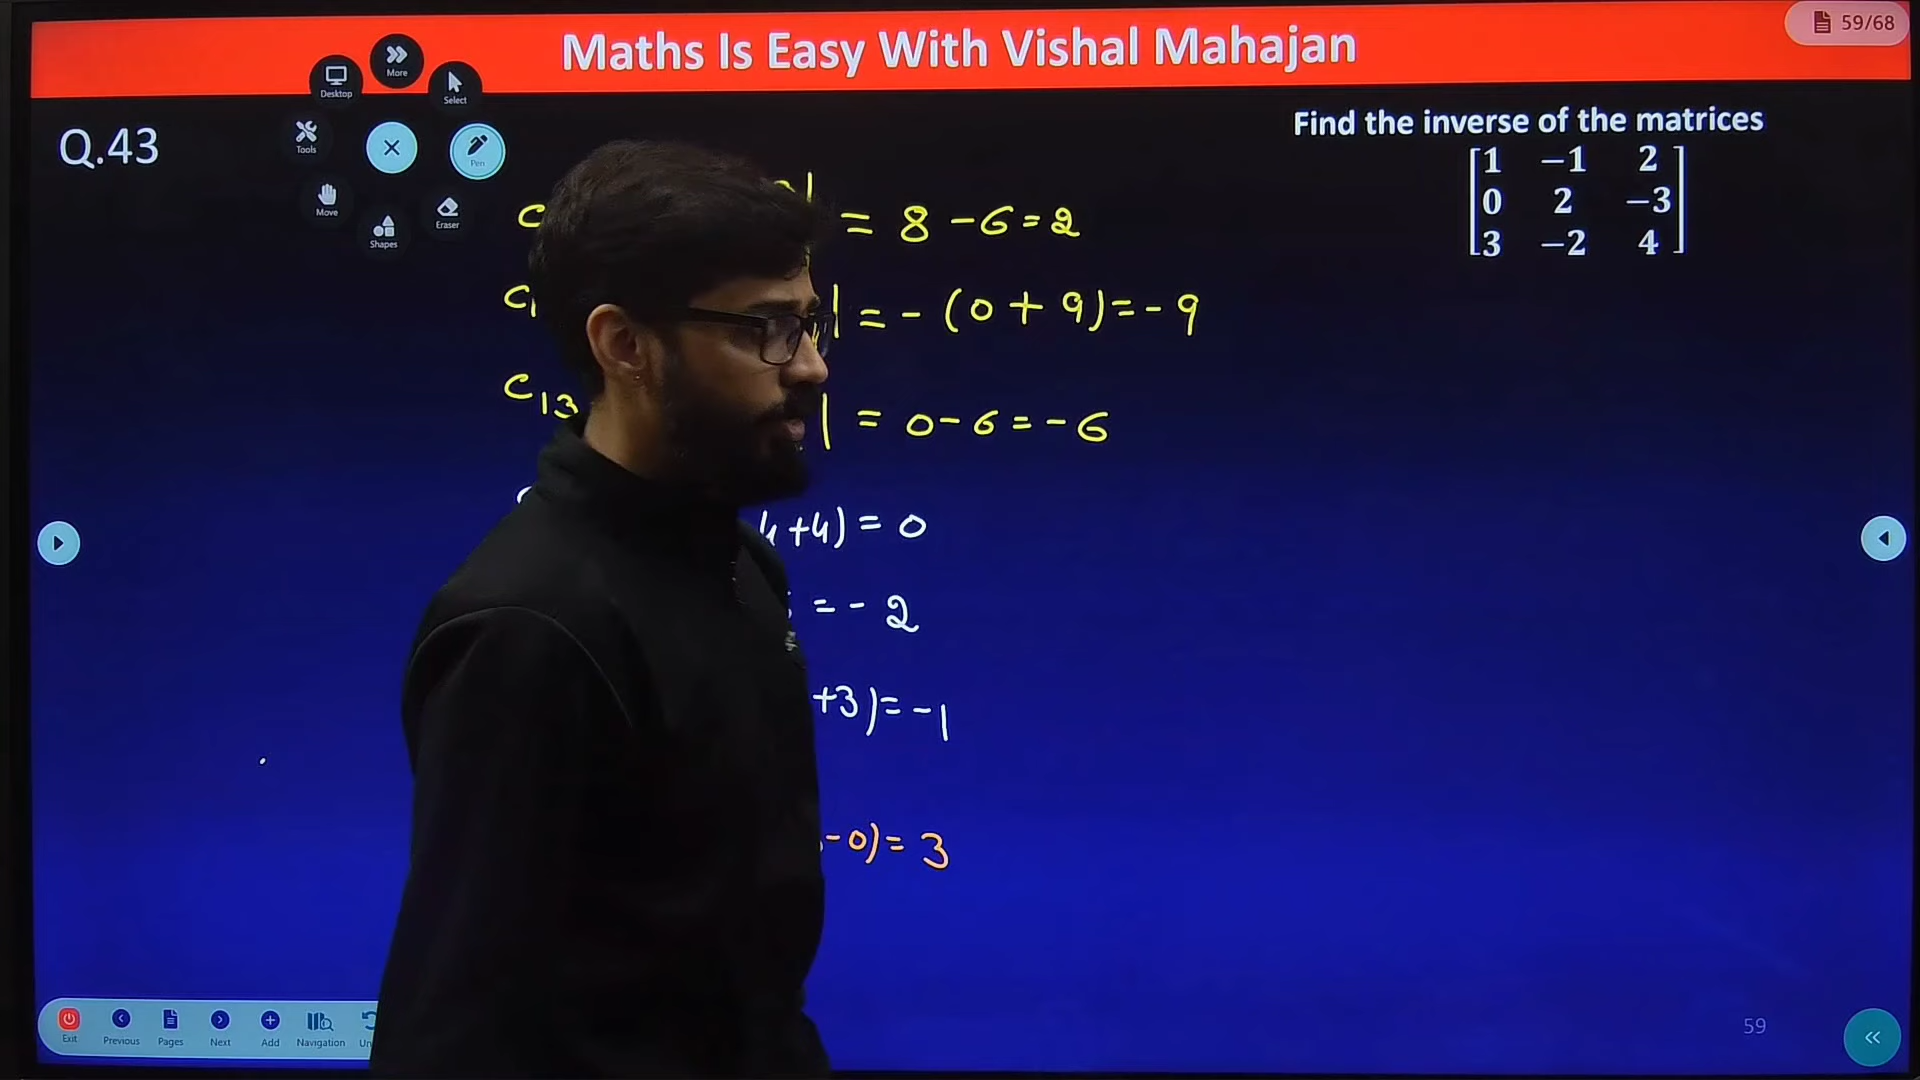 Maths Is Easy With Vishal Mahajan
59/68
More
Desktop
Select
Tools
Pen
Move
Eraser
Shapes
Q.43
Find the inverse of the matrices
1 −1 2
0 2 −3
3 −2 4
= 8 - 6 = 2
= - (0 + 9) = - 9
C13
= 0 - 6 = - 6
+4) = 0
= - 2
+3) = - 1
-0) = 3
Exit
Previous
Pages
Next
Add
Navigation
59